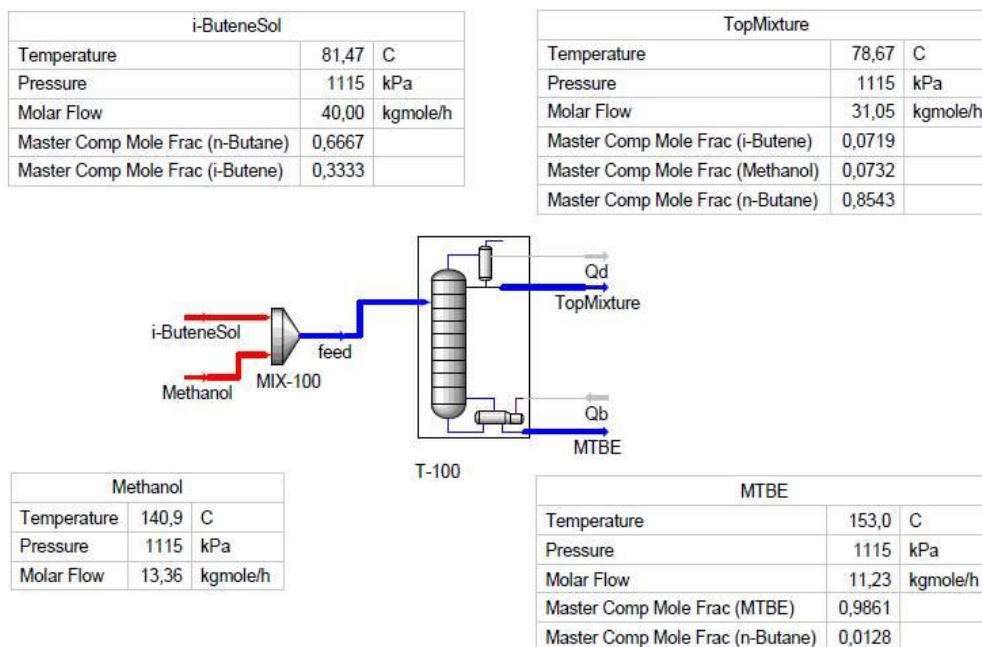 i-ButeneSol
Temperature 81,47 C
Pressure 1115 kPa
Molar Flow 40,00 kgmole/h
Master Comp Mole Frac (n-Butane) 0,6667
Master Comp Mole Frac (i-Butene) 0,3333
TopMixture
Temperature 78,67 C
Pressure 1115 kPa
Molar Flow 31,05 kgmole/h
Master Comp Mole Frac (i-Butene) 0,0719
Master Comp Mole Frac (Methanol) 0,0732
Master Comp Mole Frac (n-Butane) 0,8543
Qd
TopMixture
i-ButeneSol
feed
MIX-100
Methanol
Qb
MTBE
T-100
Methanol
Temperature 140,9 C
Pressure 1115 kPa
Molar Flow 13,36 kgmole/h
MTBE
Temperature 153,0 C
Pressure 1115 kPa
Molar Flow 11,23 kgmole/h
Master Comp Mole Frac (MTBE) 0,9861
Master Comp Mole Frac (n-Butane) 0,0128